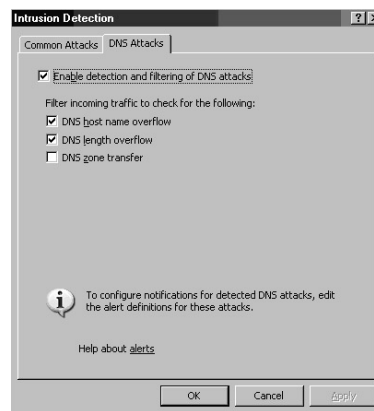 Intrusion Detection
Common Attacks DNS Attacks
Enable detection and filtering of DNS attacks
Filter incoming traffic to check for the following:
DNS host name overflow
DNS length overflow
DNS zone transfer
To configure notifications for detected DNS attacks, edit
the alert definitions for these attacks.
Help about alerts
OK Cancel Apply